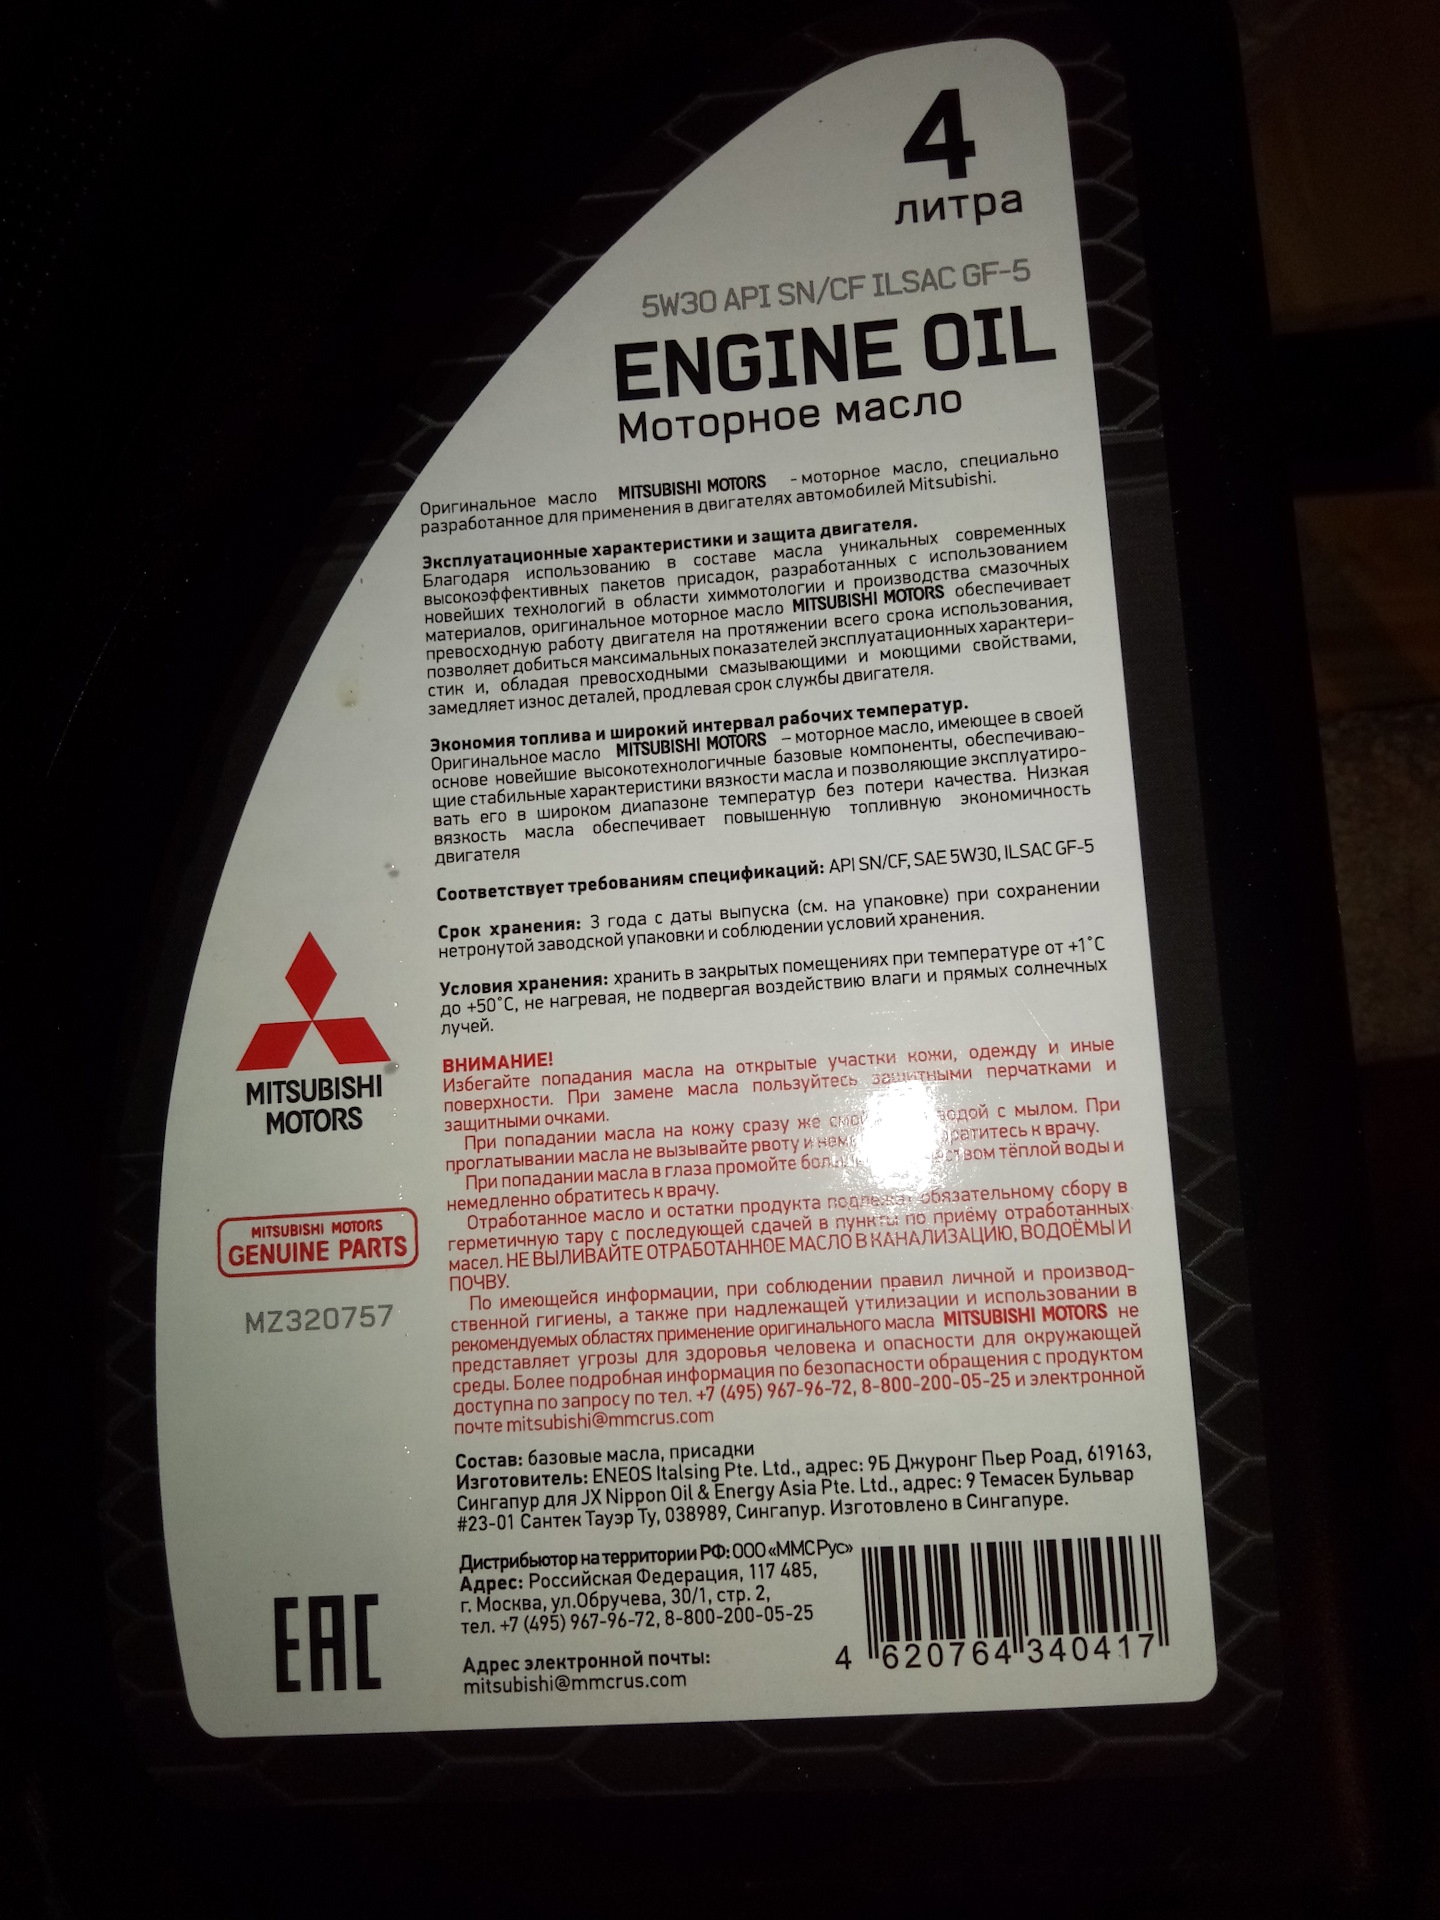 4
литра
5W30 API SN/CF ILSAC GF-5
ENGINE OIL
Моторное масло
Оригинальное масло MITSUBISHI MOTORS - моторное масло, специально
разработанное для применения в двигателях автомобилей Mitsubishi.
Эксплуатационные характеристики и защита двигателя.
Благодаря использованию в составе масла уникальных современных
высокоэффективных пакетов присадок, разработанных с использованием
новейших технологий в области химмотологии и производства смазочных
материалов, оригинальное моторное масло MITSUBISHI MOTORS обеспечивает
превосходную работу двигателя на протяжении всего срока использования,
позволяет добиться максимальных показателей эксплуатационных характери-
стик и, обладая превосходными смазывающими и моющими свойствами,
замедляет износ деталей, продлевая срок службы двигателя.
Экономия топлива и широкий интервал рабочих температур.
Оригинальное масло MITSUBISHI MOTORS – моторное масло, имеющее в своей
основе новейшие высокотехнологичные базовые компоненты, обеспечиваю-
щие стабильные характеристики вязкости масла и позволяющие эксплуатиро-
вать его в широком диапазоне температур без потери качества. Низкая
вязкость масла обеспечивает повышенную топливную экономичность
двигателя
Соответствует требованиям спецификаций: API SN/CF, SAE 5W30, ILSAC GF-5
Срок хранения: 3 года с даты выпуска (см. на упаковке) при сохранении
нетронутой заводской упаковки и соблюдении условий хранения.
Условия хранения: хранить в закрытых помещениях при температуре от +1˚C
до +50˚C, не нагревая, не подвергая воздействию влаги и прямых солнечных
лучей.
ВНИМАНИЕ!
Избегайте попадания масла на открытые участки кожи, одежду и иные
поверхности. При замене масла пользуйтесь защитными перчатками и
защитными очками.
При попадании масла на кожу сразу же водой с мылом. При
проглатывании масла не вызывайте рвоту и обратитесь к врачу.
При попадании масла в глаза промойте тёплой воды и
немедленно обратитесь к врачу.
Отработанное масло и остатки продукта подлежат обязательному сбору в
герметичную тару с последующей сдачей в пункты по приёму отработанных
масел. НЕ ВЫЛИВАЙТЕ ОТРАБОТАННОЕ МАСЛО В КАНАЛИЗАЦИЮ, ВОДОЁМЫ И
ПОЧВУ.
По имеющейся информации, при соблюдении правил личной и производ-
ственной гигиены, а также при надлежащей утилизации и использовании в
рекомендуемых областях применение оригинального масла MITSUBISHI MOTORS не
представляет угрозы для здоровья человека и опасности для окружающей
среды. Более подробная информация по безопасности обращения с продуктом
доступна по запросу по тел. +7 (495) 967-96-72, 8-800-200-05-25 и электронной
почте mitsubishi@mmcrus.com
Состав: базовые масла, присадки
Изготовитель: ENEOS Italsing Pte. Ltd., адрес: 9Б Джуронг Пьер Роад, 619163,
Сингапур для JX Nippon Oil & Energy Asia Pte. Ltd., адрес: 9 Темасек Бульвар
#23-01 Сантек Тауэр Ту, 038989, Сингапур. Изготовлено в Сингапуре.
Дистрибьютор на территории РФ: ООО «ММС Рус»
Адрес: Российская Федерация, 117 485,
г. Москва, ул.Обручева, 30/1, стр. 2,
тел. +7 (495) 967-96-72, 8-800-200-05-25
Адрес электронной почты:
mitsubishi@mmcrus.com
4 620764 340417
MITSUBISHI
MOTORS
MITSUBISHI MOTORS
GENUINE PARTS
MZ320757
EAC